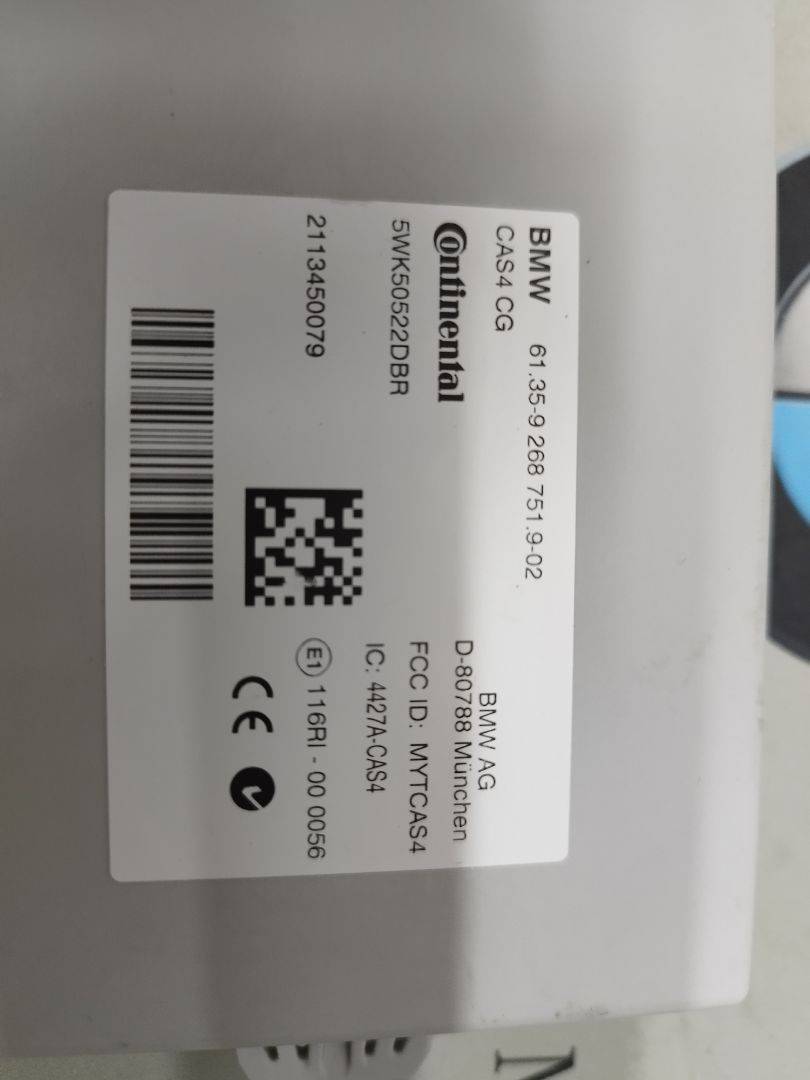 BMW 61.35-9 268 751.9-02
CAS4 CG
Continental
5WK50522DBR
2113450079
BMW AG
D-80788 München
FCC ID: MYTCAS4
IC: 4427A-CAS4
E1 116RI - 00 0056
CE